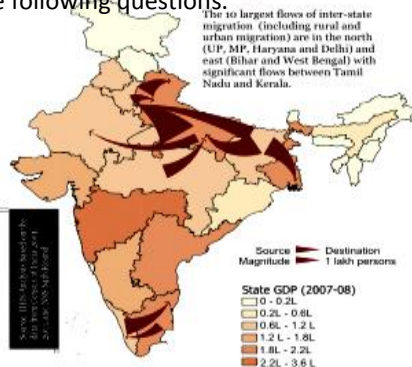 e following questions.
The 10 largest flows of inter-state
migration (including rural and
urban migration) are in the north
(UP, MP, Haryana and Delhi) and
east (Bihar and West Bengal) with
significant flows between Tamil
Nadu and Kerala.
Source Destination
Magnitude 1 lakh persons
State GDP (2007-08)
0 - 0.2L
0.2L - 0.6L
0.6L - 1.2 L
1.2 L - 1.8L
1.8L - 2.2L
2.2L - 3.6 L